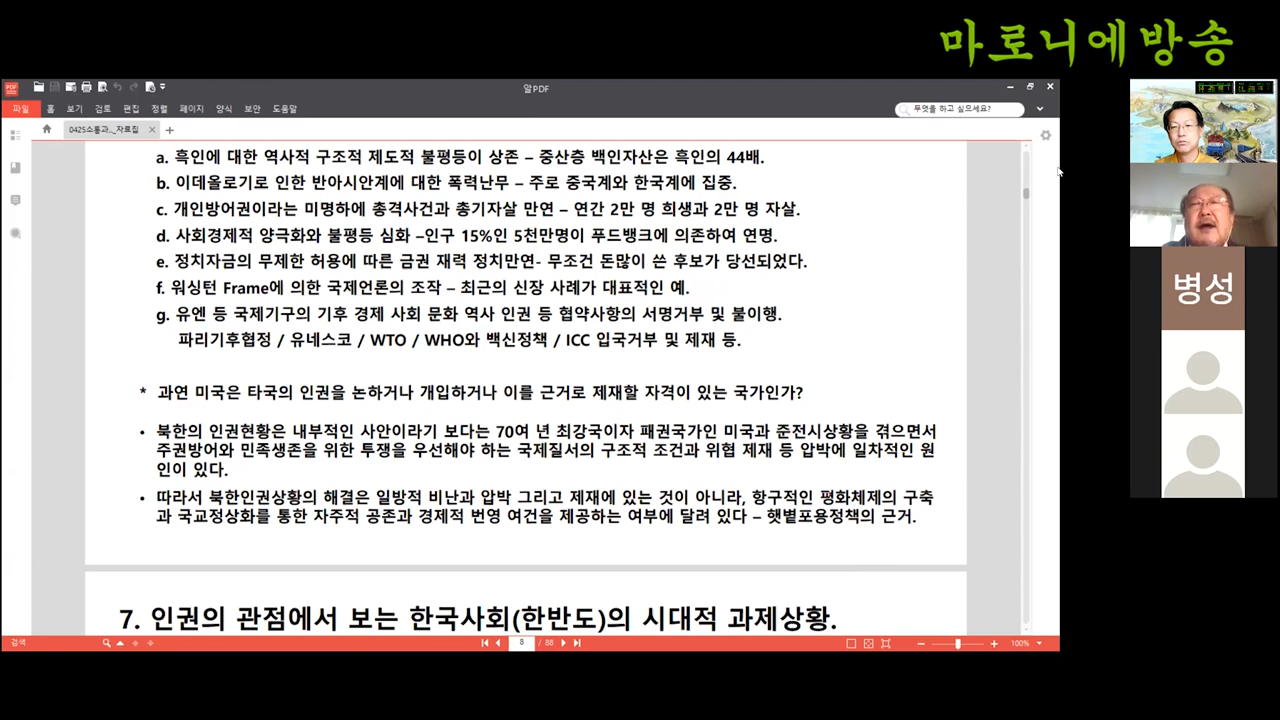 마로니에방송
알PDF
파일 홈 보기 검토 편집 정렬 페이지 양식 보안 도움말
무엇을 하고 싶으세요?
0425소통과..._자료집
a. 흑인에 대한 역사적 구조적 제도적 불평등이 상존 – 중산층 백인자산은 흑인의 44배.
b. 이데올로기로 인한 반아시안계에 대한 폭력난무 – 주로 중국계와 한국계에 집중.
c. 개인방어권이라는 미명하에 총격사건과 총기자살 만연 – 연간 2만 명 희생과 2만 명 자살.
d. 사회경제적 양극화와 불평등 심화 –인구 15%인 5천만명이 푸드뱅크에 의존하여 연명.
e. 정치자금의 무제한 허용에 따른 금권 재력 정치만연- 무조건 돈많이 쓴 후보가 당선되었다.
f. 워싱턴 Frame에 의한 국제언론의 조작 – 최근의 신장 사례가 대표적인 예.
g. 유엔 등 국제기구의 기후 경제 사회 문화 역사 인권 등 협약사항의 서명거부 및 불이행.
파리기후협정 / 유네스코 / WTO / WHO와 백신정책 / ICC 입국거부 및 제재 등.
* 과연 미국은 타국의 인권을 논하거나 개입하거나 이를 근거로 제재할 자격이 있는 국가인가?
• 북한의 인권현황은 내부적인 사안이라기 보다는 70여 년 최강국이자 패권국가인 미국과 준전시상황을 겪으면서
주권방어와 민족생존을 위한 투쟁을 우선해야 하는 국제질서의 구조적 조건과 위협 제재 등 압박에 일차적인 원
인이 있다.
• 따라서 북한인권상황의 해결은 일방적 비난과 압박 그리고 제재에 있는 것이 아니라, 항구적인 평화체제의 구축
과 국교정상화를 통한 자주적 공존과 경제적 번영 여건을 제공하는 여부에 달려 있다 – 햇볕포용정책의 근거.
7. 인권의 관점에서 보는 한국사회(한반도)의 시대적 과제상황.
검색
8 / 88
100%
병성